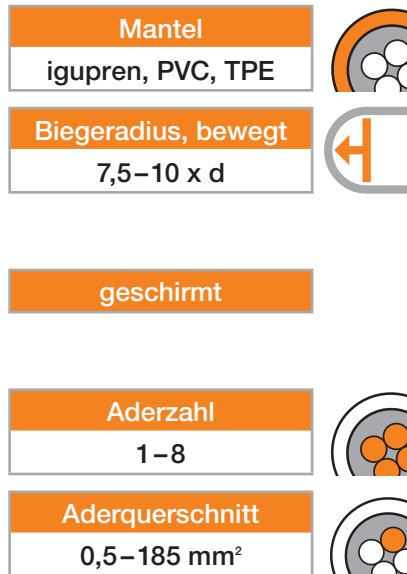 Mantel
igupren, PVC, TPE
Biegeradius, bewegt
7,5–10 x d
geschirmt
Aderzahl
1–8
Aderquerschnitt
0,5–185 mm²